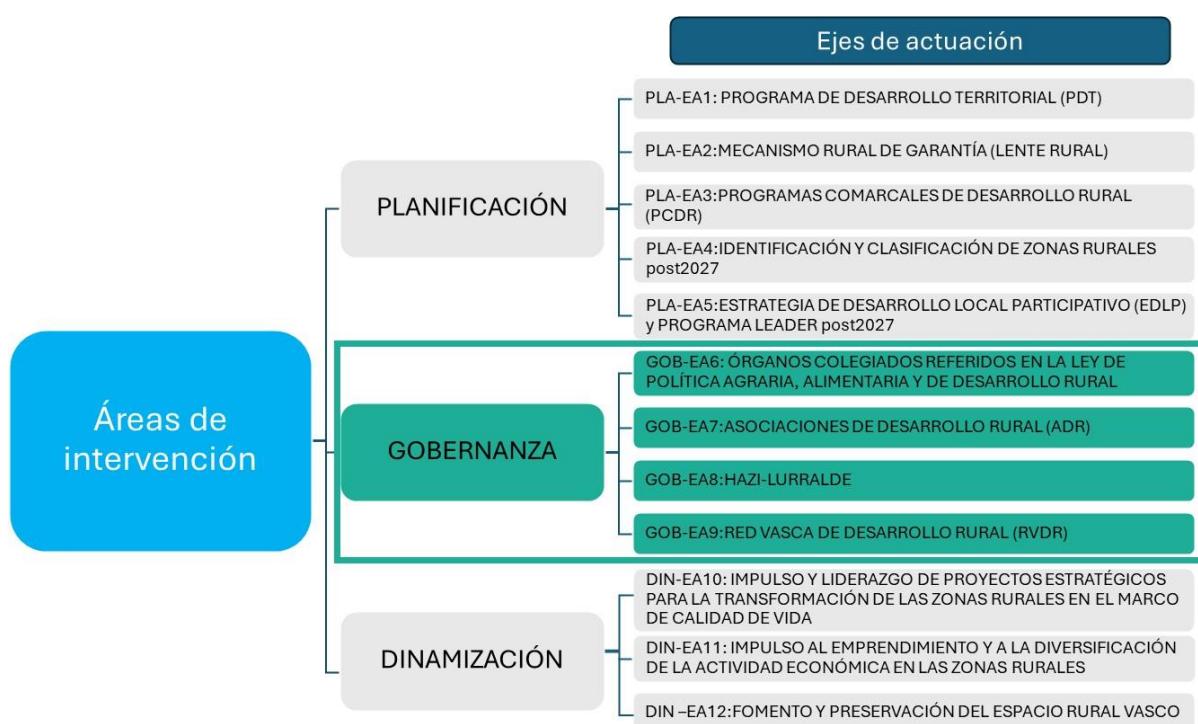 Ejes de actuación
PLA-EA1: PROGRAMA DE DESARROLLO TERRITORIAL (PDT)
PLA-EA2:MECANISMO RURAL DE GARANTÍA (LENTE RURAL)
PLANIFICACIÓN
PLA-EA3:PROGRAMAS COMARCALES DE DESARROLLO RURAL
(PCDR)
PLA-EA4:IDENTIFICACIÓN Y CLASIFICACIÓN DE ZONAS RURALES
post2027
PLA-EA5:ESTRATEGIA DE DESARROLLO LOCAL PARTICIPATIVO (EDLP)
y PROGRAMA LEADER post2027
Áreas de
intervención
GOBERNANZA
GOB-EA6: ÓRGANOS COLEGIADOS REFERIDOS EN LA LEY DE
POLÍTICA AGRARIA, ALIMENTARIA Y DE DESARROLLO RURAL
GOB-EA7:ASOCIACIONES DE DESARROLLO RURAL (ADR)
GOB-EA8:HAZI-LURRALDE
GOB-EA9:RED VASCA DE DESARROLLO RURAL (RVDR)
DINAMIZACIÓN
DIN-EA10: IMPULSO Y LIDERAZGO DE PROYECTOS ESTRATÉGICOS
PARA LA TRANSFORMACIÓN DE LAS ZONAS RURALES EN EL MARCO
DE CALIDAD DE VIDA
DIN-EA11: IMPULSO AL EMPRENDIMIENTO Y A LA DIVERSIFICACIÓN
DE LA ACTIVIDAD ECONÓMICA EN LAS ZONAS RURALES
DIN –EA12:FOMENTO Y PRESERVACIÓN DEL ESPACIO RURAL VASCO